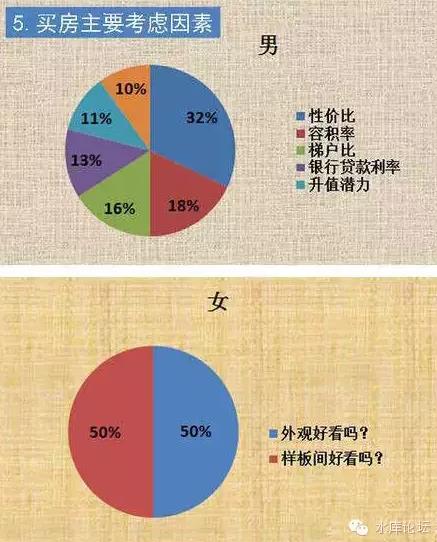 5. 买房主要考虑因素
男
10%
32%
11%
13%
16%
18%
性价比
容积率
梯户比
银行贷款利率
升值潜力
女
50%
50%
外观好看吗?
样板间好看吗?
水库论坛